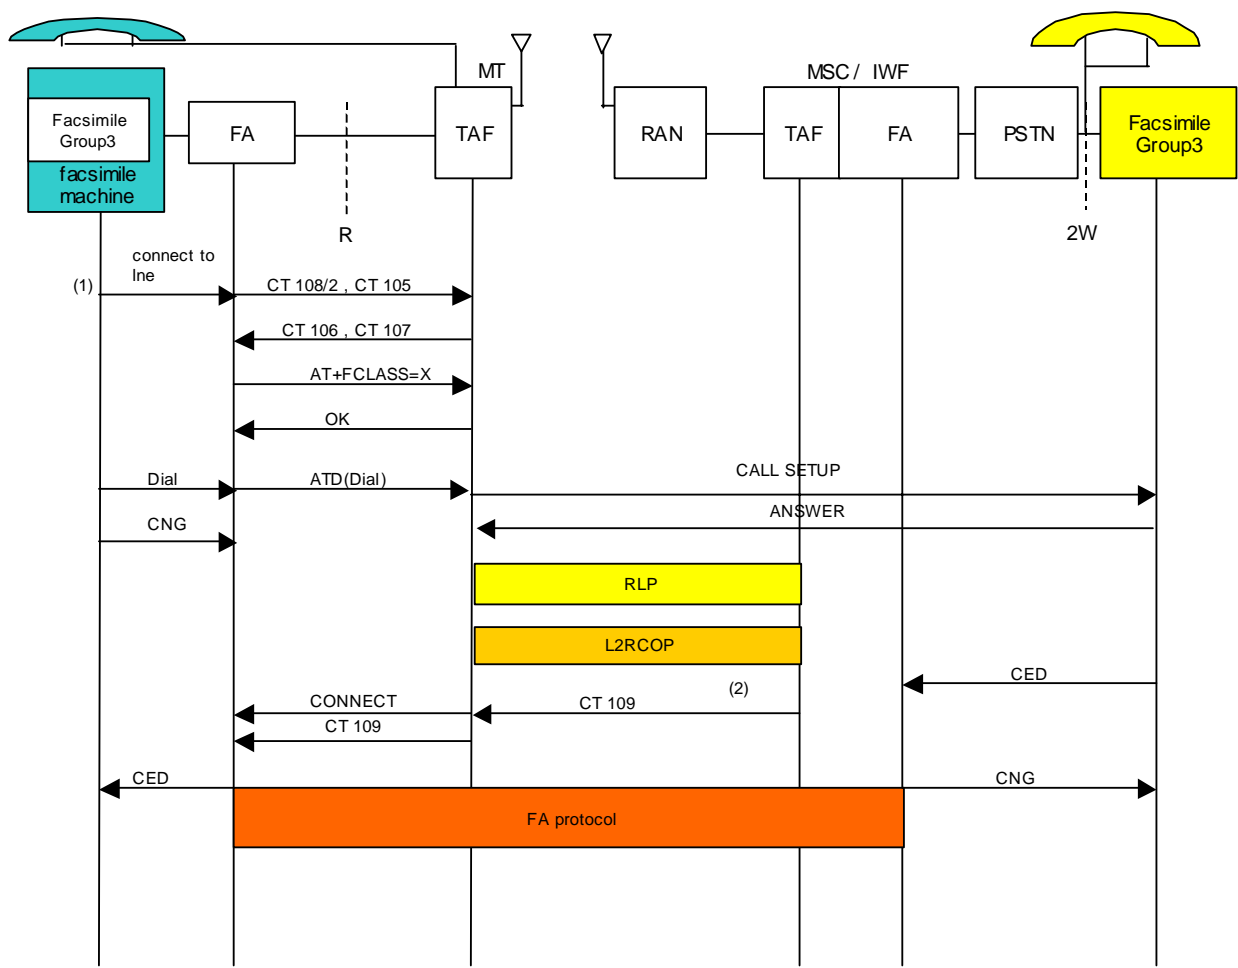 MT
MSC / IWF
Facsimile
Group3
facsimile
machine
FA
TAF
RAN
TAF
FA
PSTN
Facsimile
Group3
R
2W
connect to
lne
(1)
CT 108/2 , CT 105
CT 106 , CT 107
AT+FCLASS=X
OK
Dial
ATD(Dial)
CALL SETUP
ANSWER
CNG
RLP
L2RCOP
CED
(2)
CONNECT
CT 109
CT 109
CED
CNG
FA protocol